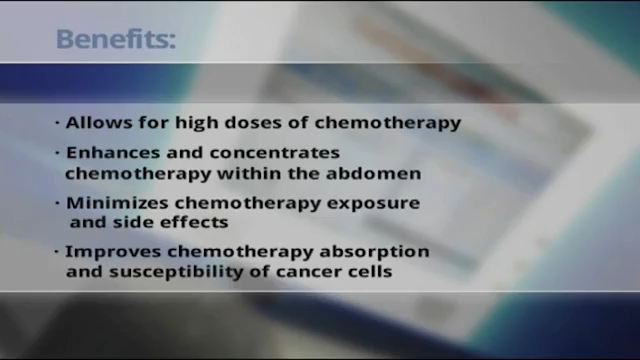 Benefits:
· Allows for high doses of chemotherapy
· Enhances and concentrates
chemotherapy within the abdomen
· Minimizes chemotherapy exposure
and side effects
· Improves chemotherapy absorption
and susceptibility of cancer cells